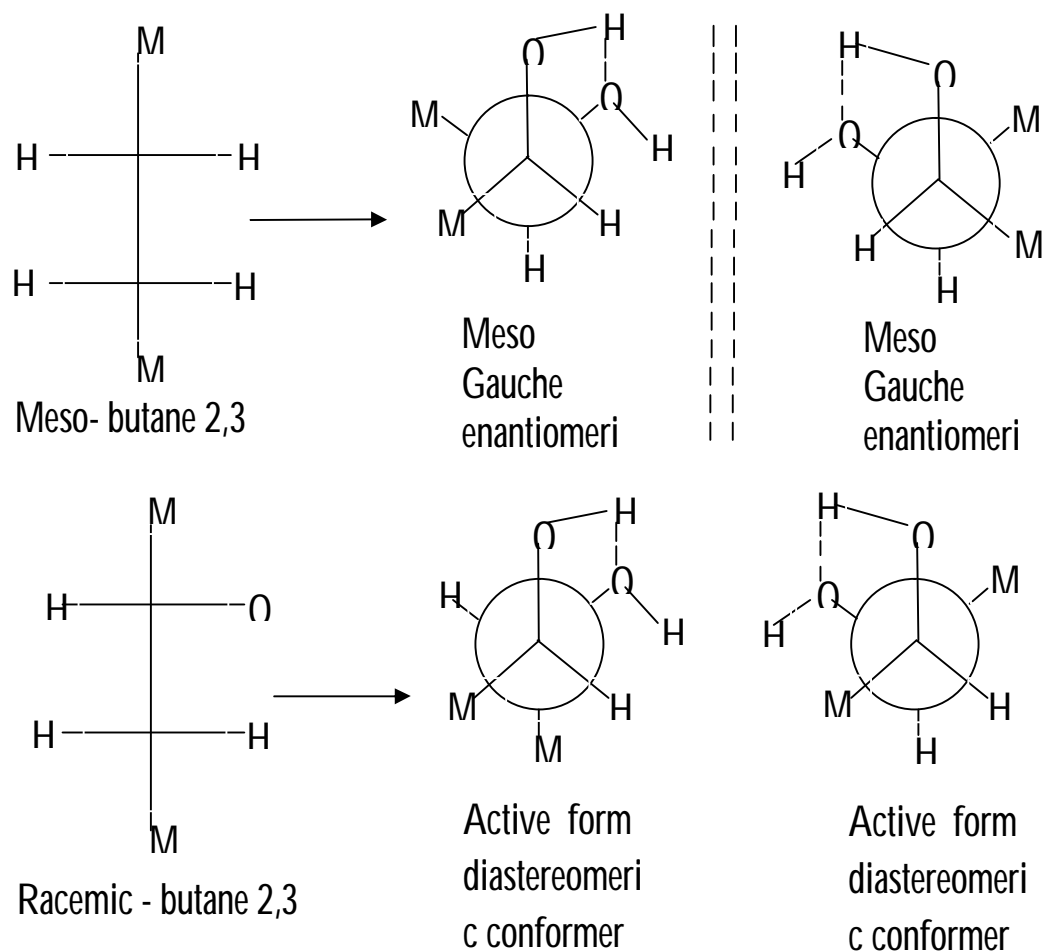 M
H H
H H
M
Meso- butane 2,3
O H
M O
H
M H
H
Meso
Gauche
enantiomeri
H O
M
O
H
H M
H
Meso
Gauche
enantiomeri
M
H O
H H
M
Racemic - butane 2,3
O H
H O
H
M H
M
Active form
diastereomeri
c conformer
H O
O M
H
M H
H
Active form
diastereomeri
c conformer